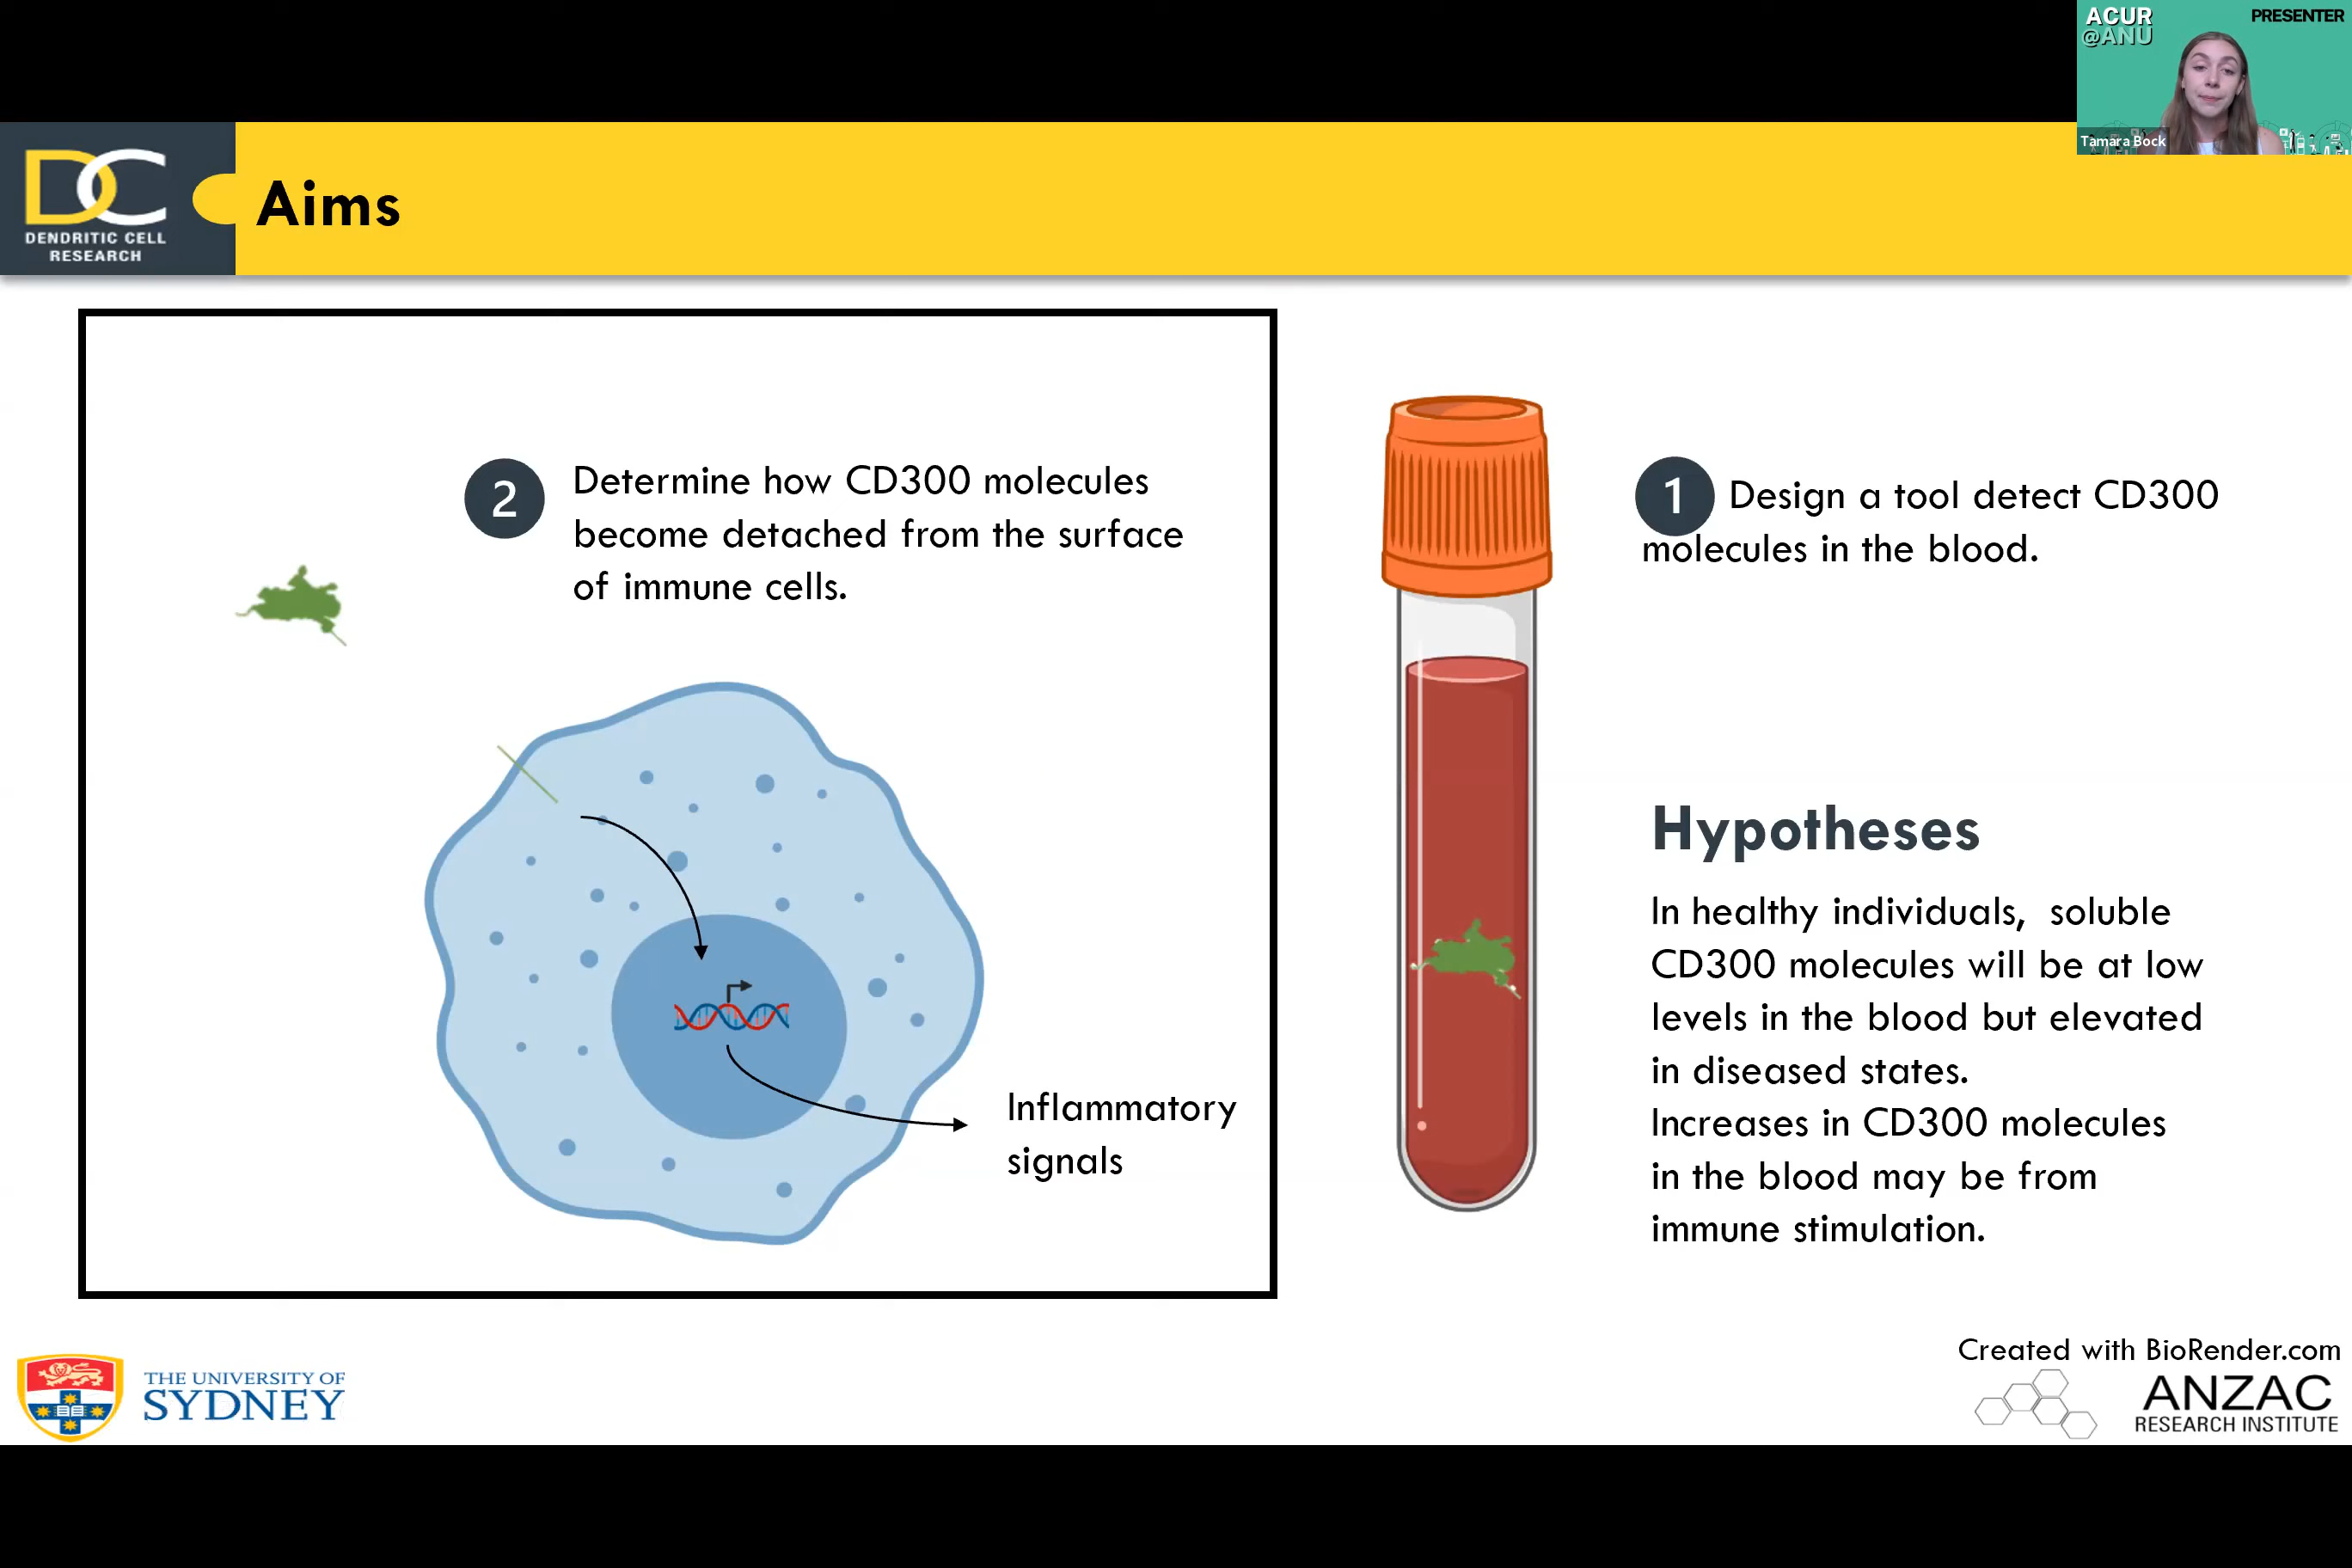 ACUR
@ANU
PRESENTER
Tamara Bock
DC
DENDRITIC CELL
RESEARCH
Aims
2
Determine how CD300 molecules
become detached from the surface
of immune cells.
Inflammatory
signals
1
Design a tool detect CD300
molecules in the blood.
Hypotheses
In healthy individuals, soluble
CD300 molecules will be at low
levels in the blood but elevated
in diseased states.
Increases in CD300 molecules
in the blood may be from
immune stimulation.
THE UNIVERSITY OF
SYDNEY
Created with BioRender.com
ANZAC
RESEARCH INSTITUTE